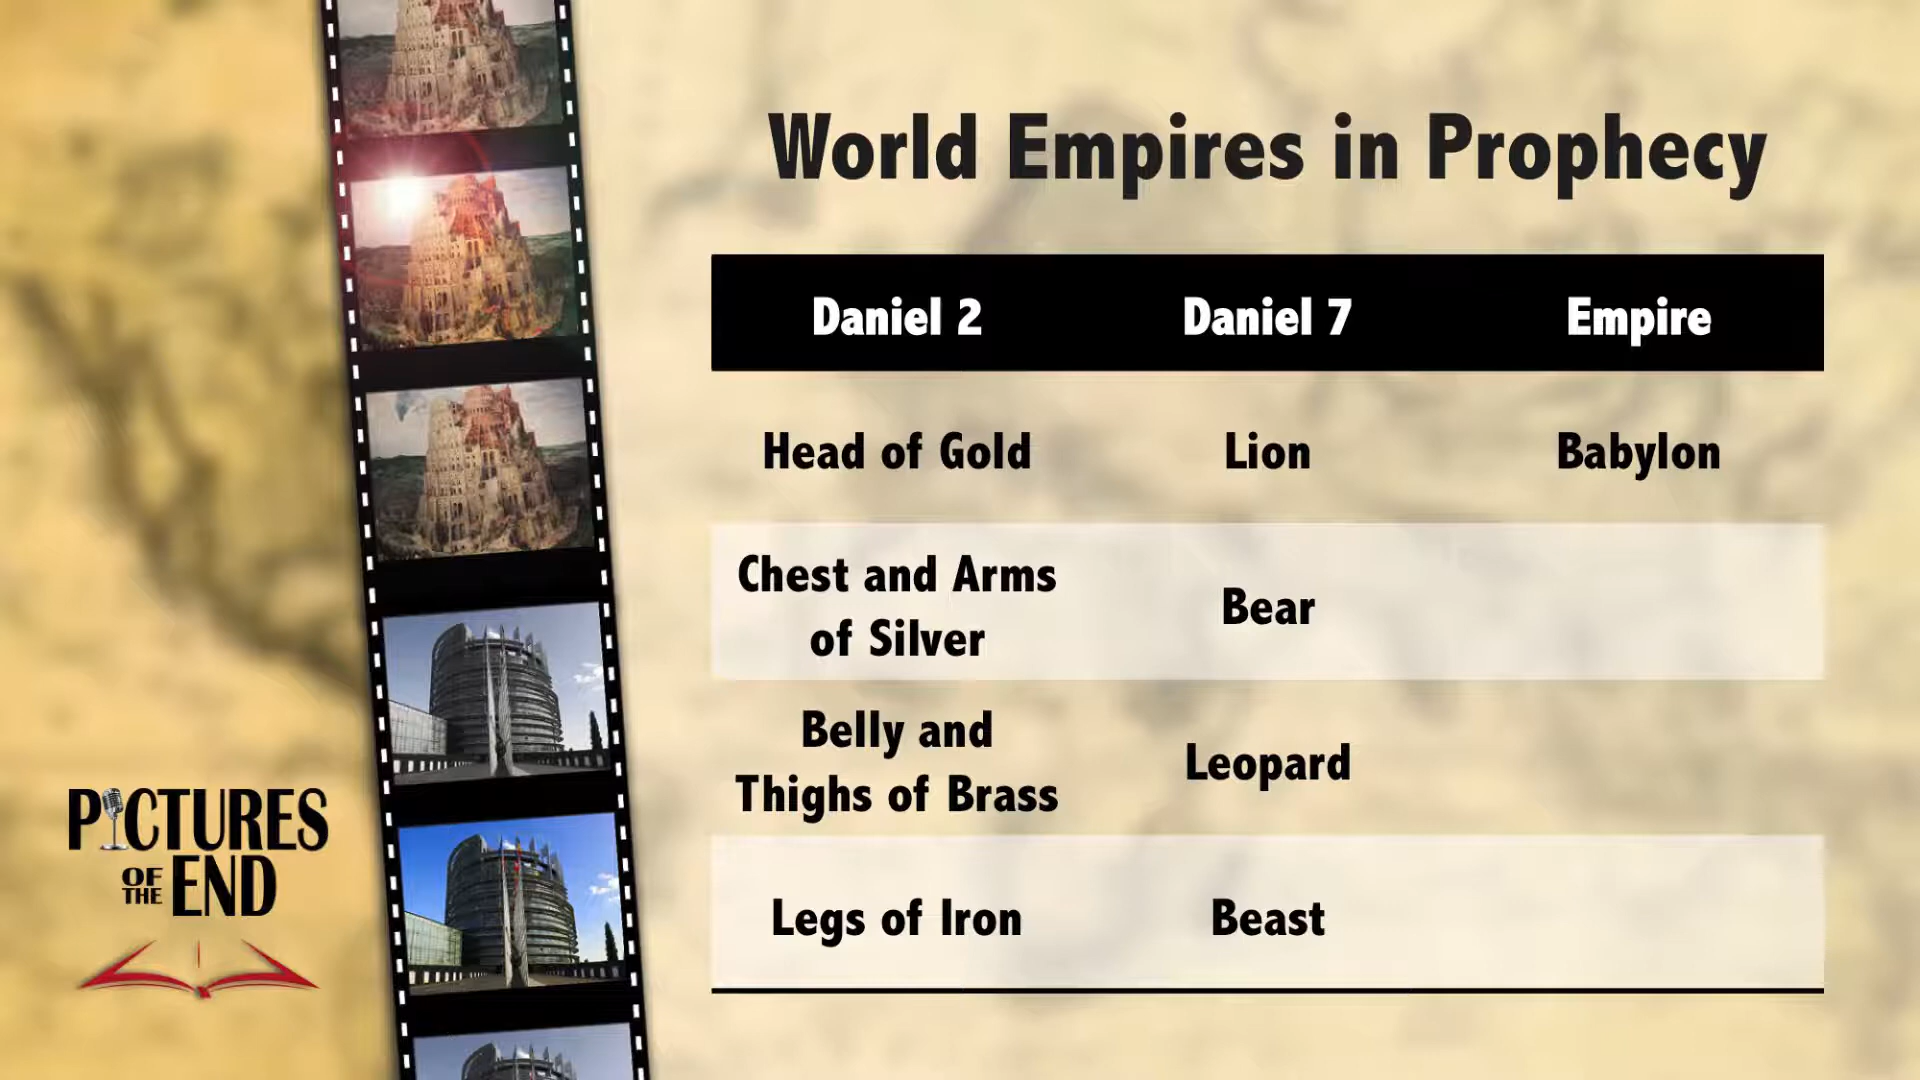 World Empires in Prophecy
Daniel 2 Daniel 7 Empire
Head of Gold Lion Babylon
Chest and Arms
of Silver
Bear
Belly and
Thighs of Brass
Leopard
Legs of Iron Beast
PICTURES
OF THE END